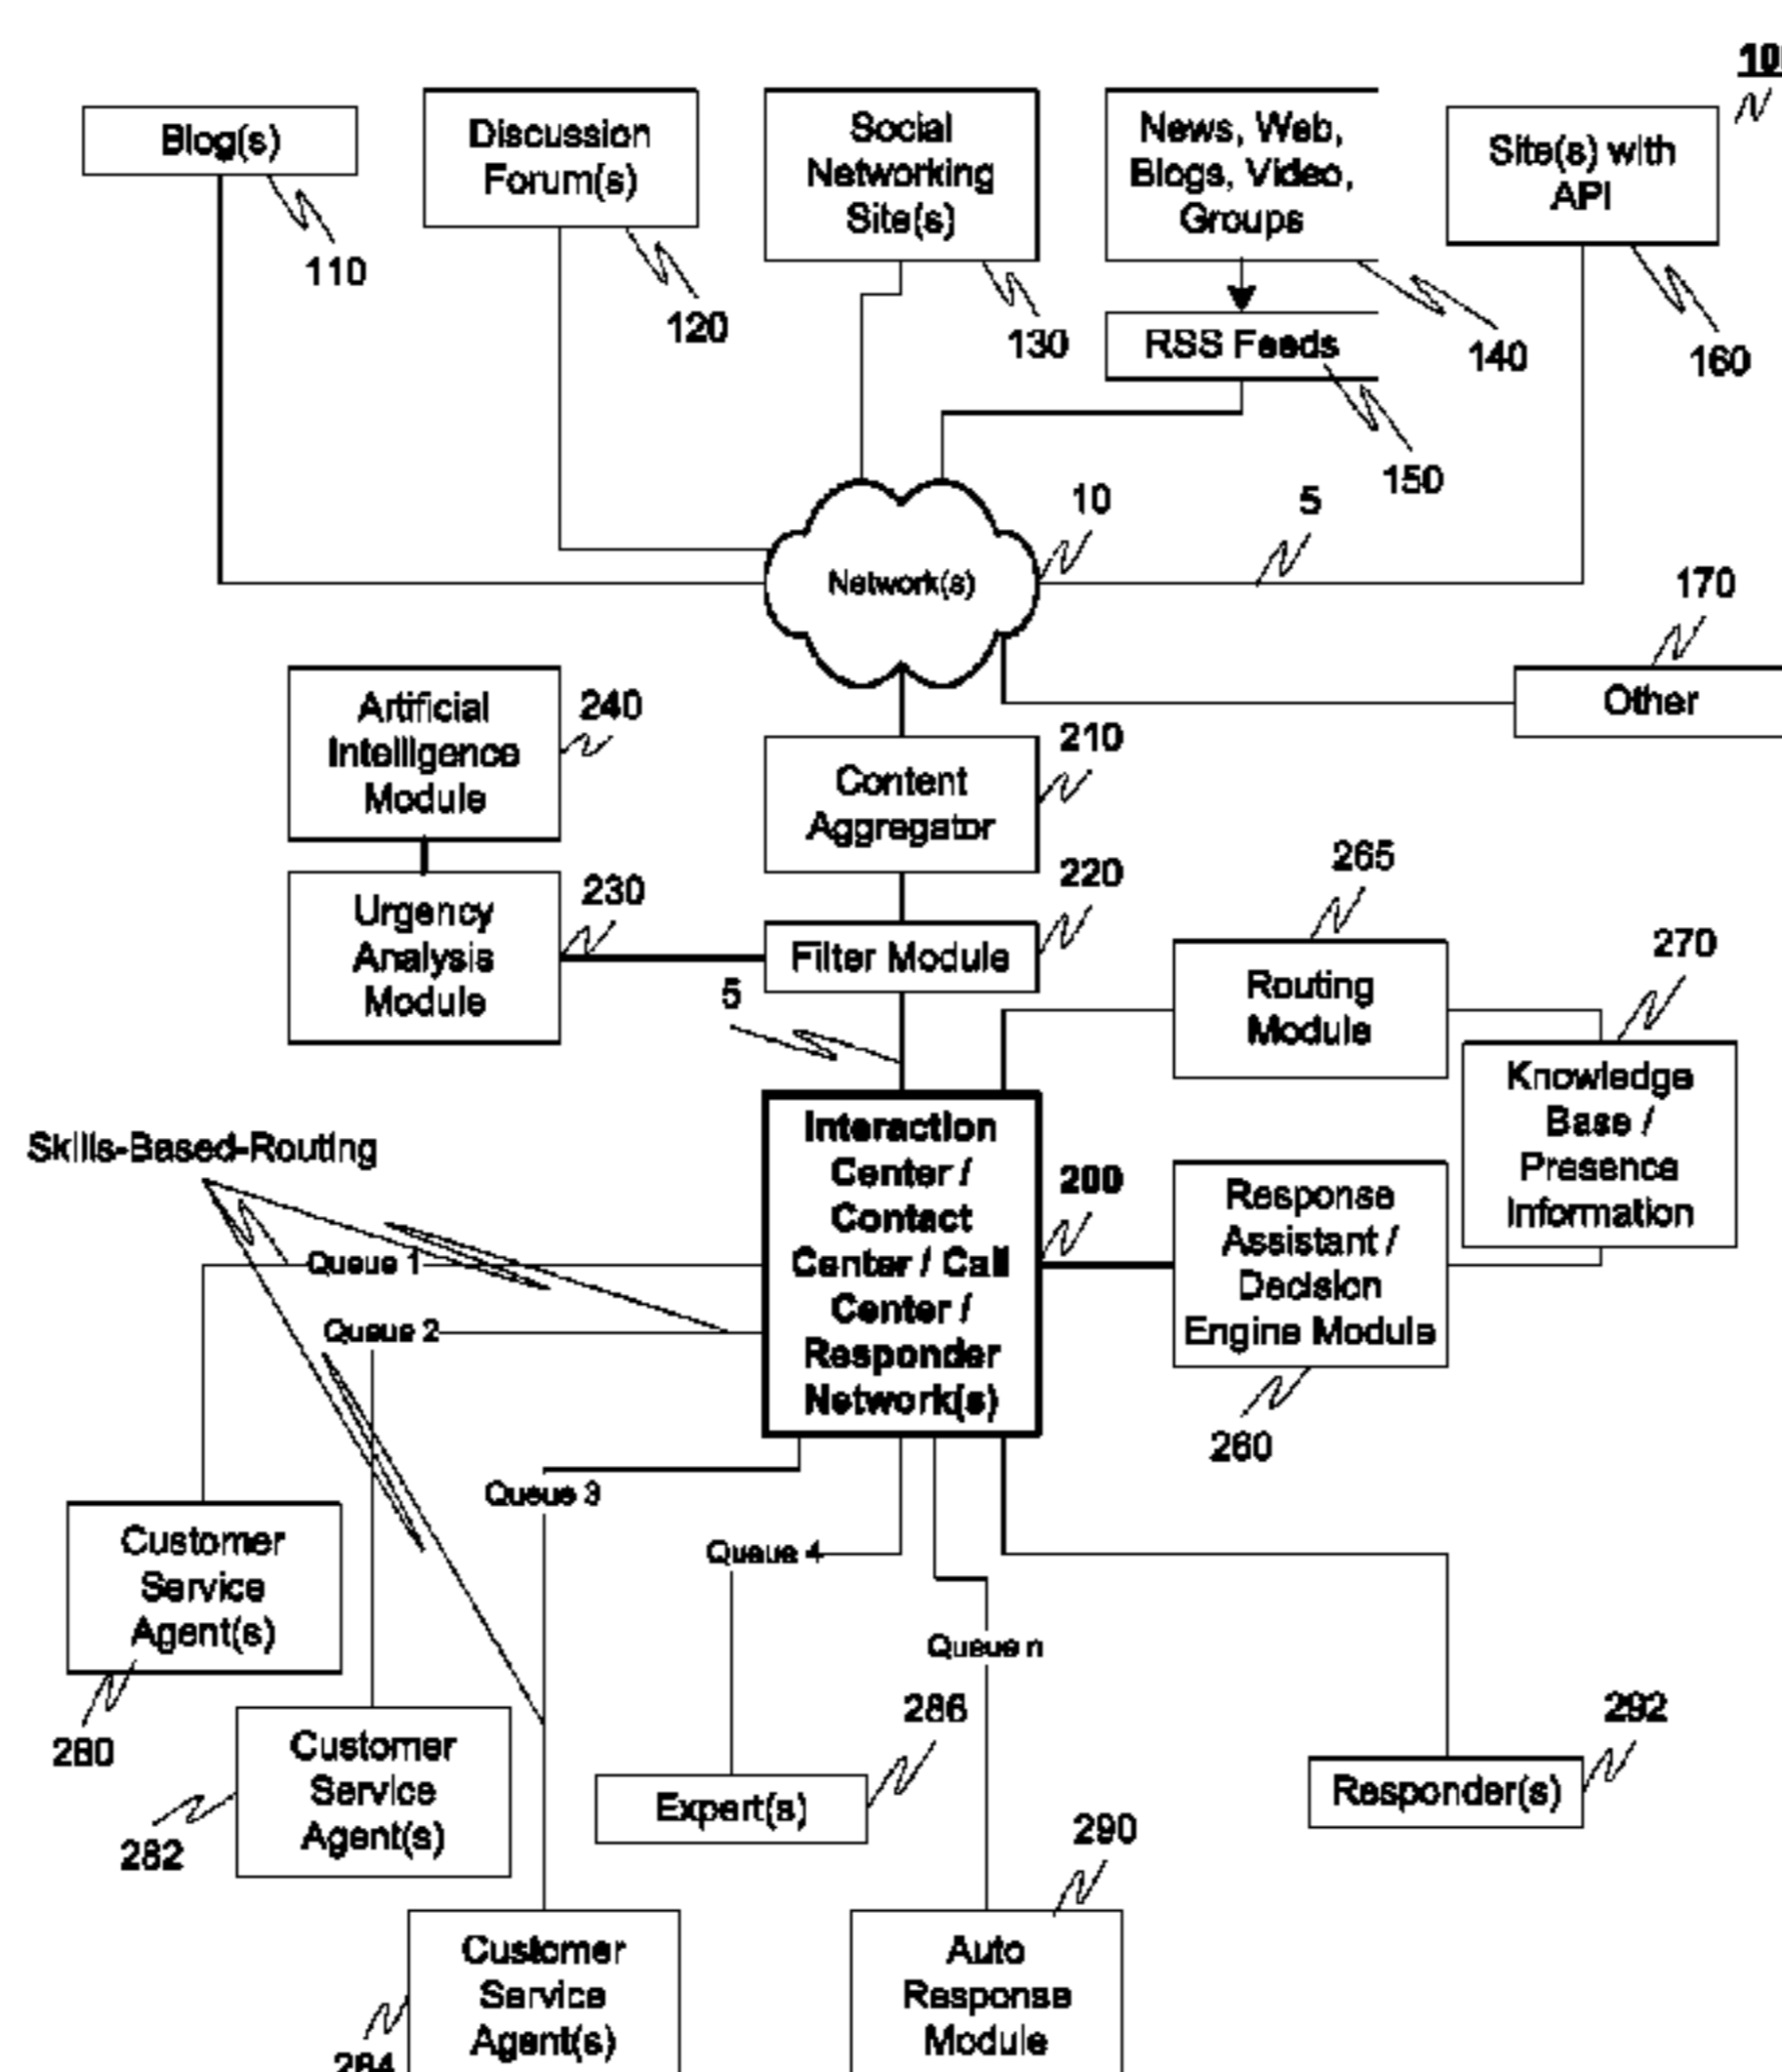 10
Blog(s)
110
Discussion
Forum(s)
120
Social
Networking
Site(s)
130
News, Web,
Blogs, Video,
Groups
140
RSS Feeds
150
Site(s) with
API
160
Network(s)
10
5
170
Other
Artificial
Intelligence
Module
240
Content
Aggregator
210
Urgency
Analysis
Module
230
Filter Module
220
5
265
Routing
Module
270
Knowledge
Base /
Presence
Information
Skills-Based-Routing
Interaction
Center /
Contact
Center / Call
Center /
Responder
Network(s)
200
Response
Assistant /
Decision
Engine Module
260
Queue 1
Queue 2
Queue 3
Queue 4
Queue n
Customer
Service
Agent(s)
280
Customer
Service
Agent(s)
282
Customer
Service
Agent(s)
284
Expert(s)
286
290
Auto
Response
Module
292
Responder(s)